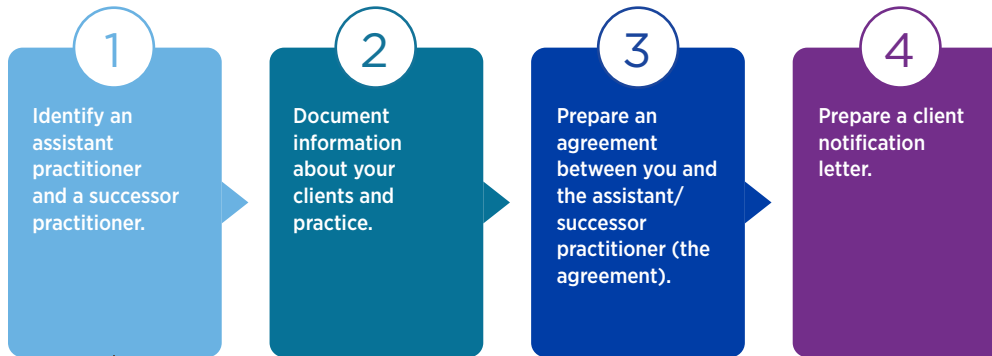 1
Identify an
assistant
practitioner
and a successor
practitioner.
2
Document
information
about your
clients and
practice.
3
Prepare an
agreement
between you and
the assistant/
successor
practitioner (the
agreement).
4
Prepare a client
notification
letter.